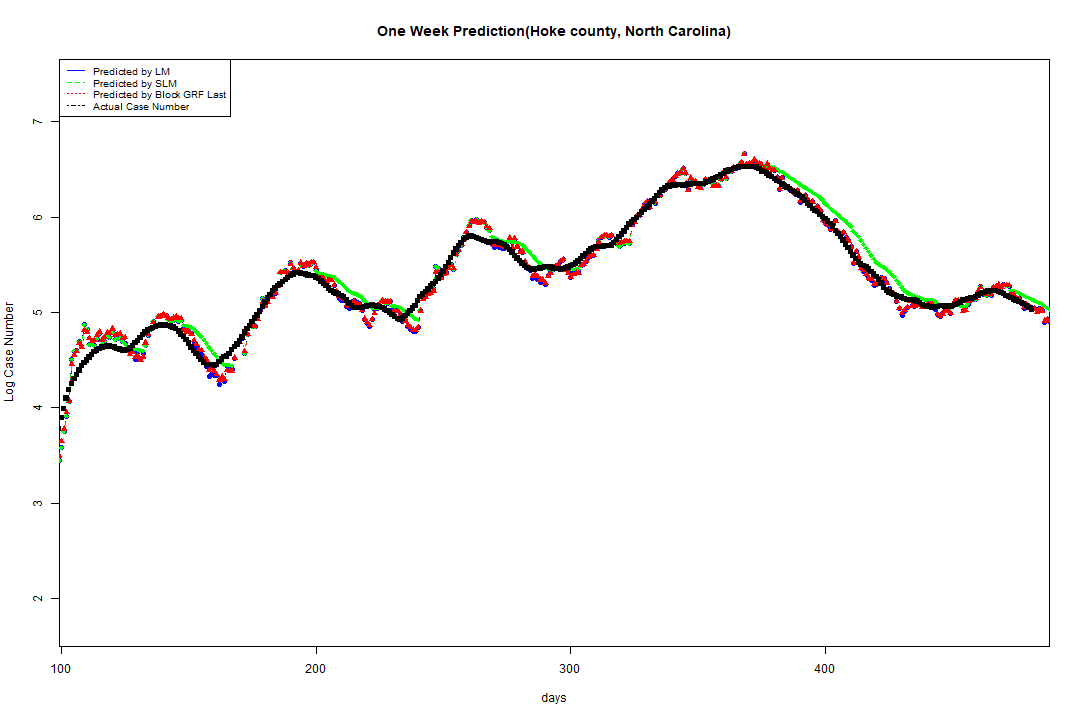 One Week Prediction(Hoke county, North Carolina)
Predicted by LM
Predicted by SLM
Predicted by Block GRF Last
Actual Case Number
7
6
5
4
3
2
Log Case Number
100 200 300 400
days